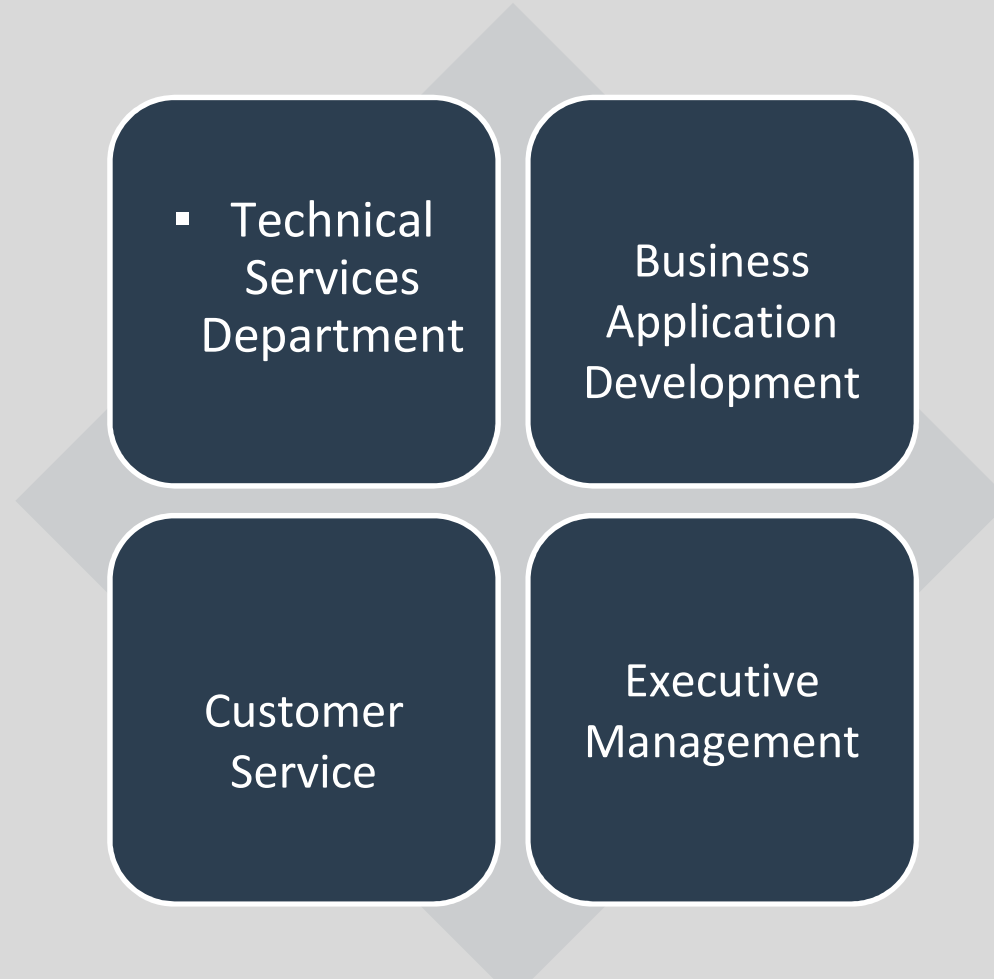 ▪ Technical
Services
Department
Business
Application
Development
Customer
Service
Executive
Management